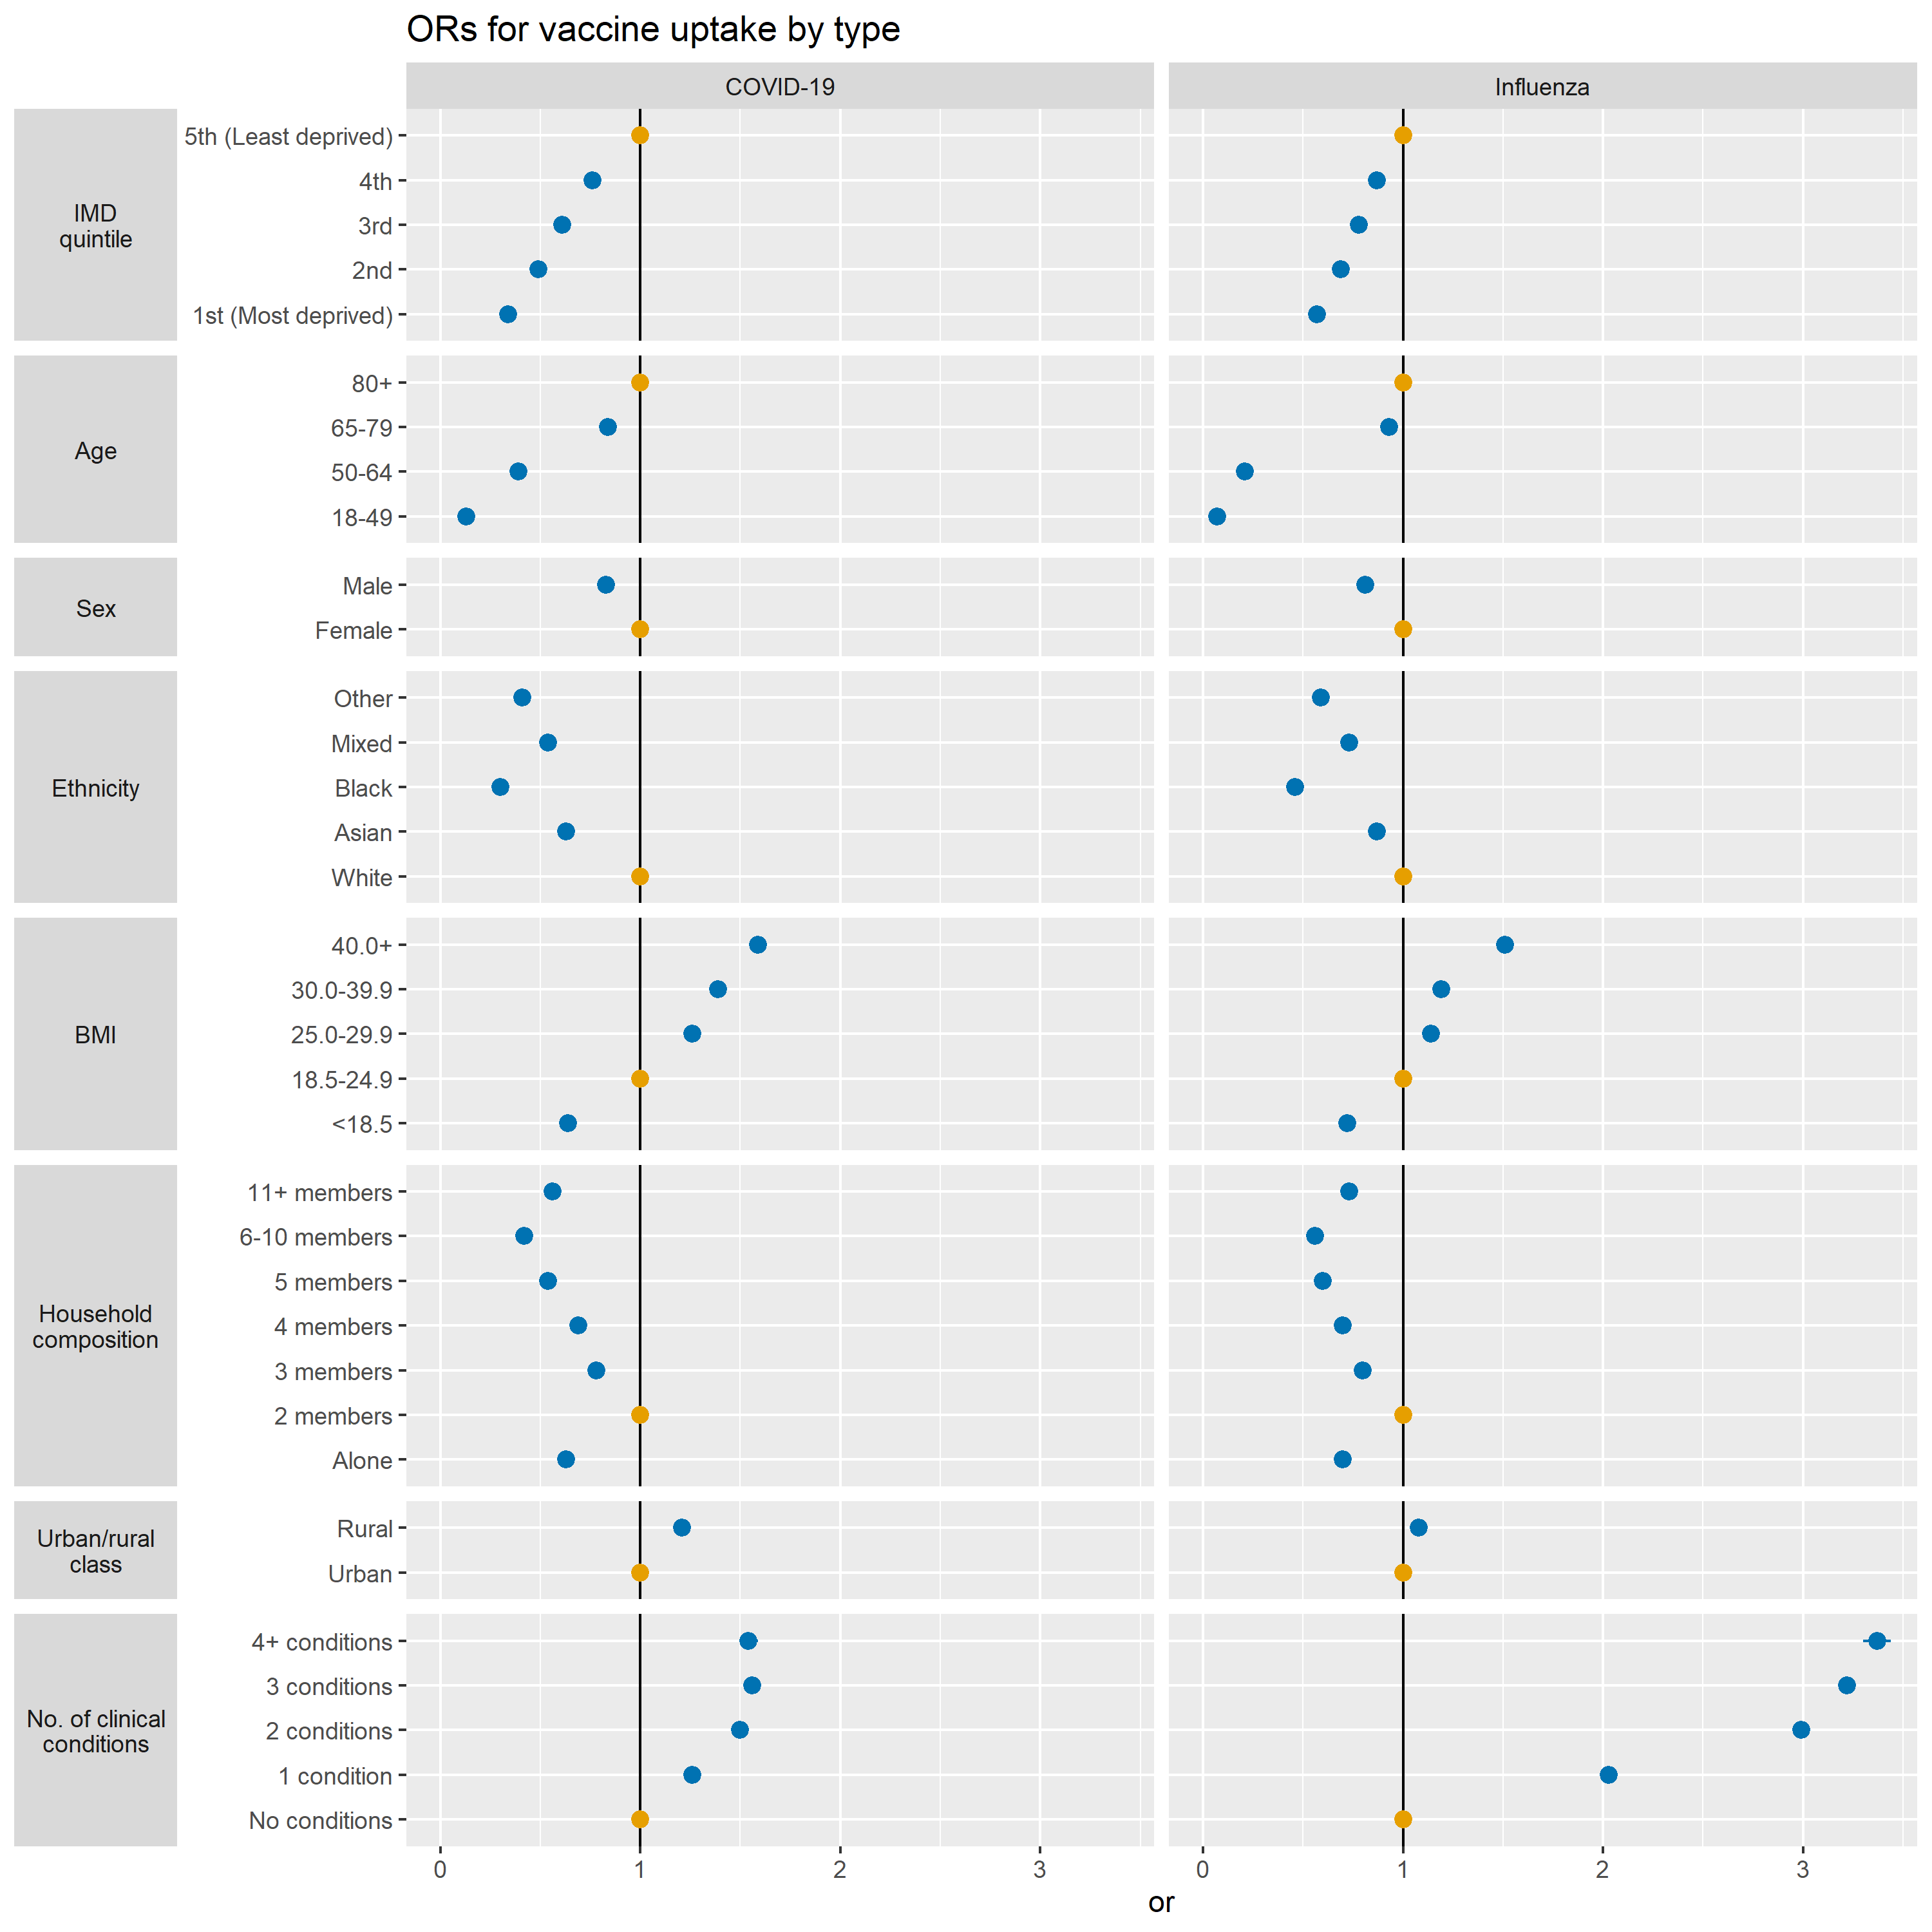 ORs for vaccine uptake by type
COVID-19
Influenza
IMD
quintile
5th (Least deprived)
4th
3rd
2nd
1st (Most deprived)
Age
80+
65-79
50-64
18-49
Sex
Male
Female
Ethnicity
Other
Mixed
Black
Asian
White
BMI
40.0+
30.0-39.9
25.0-29.9
18.5-24.9
<18.5
Household
composition
11+ members
6-10 members
5 members
4 members
3 members
2 members
Alone
Urban/rural
class
Rural
Urban
No. of clinical
conditions
4+ conditions
3 conditions
2 conditions
1 condition
No conditions
0 1 2 3
0 1 2 3
or